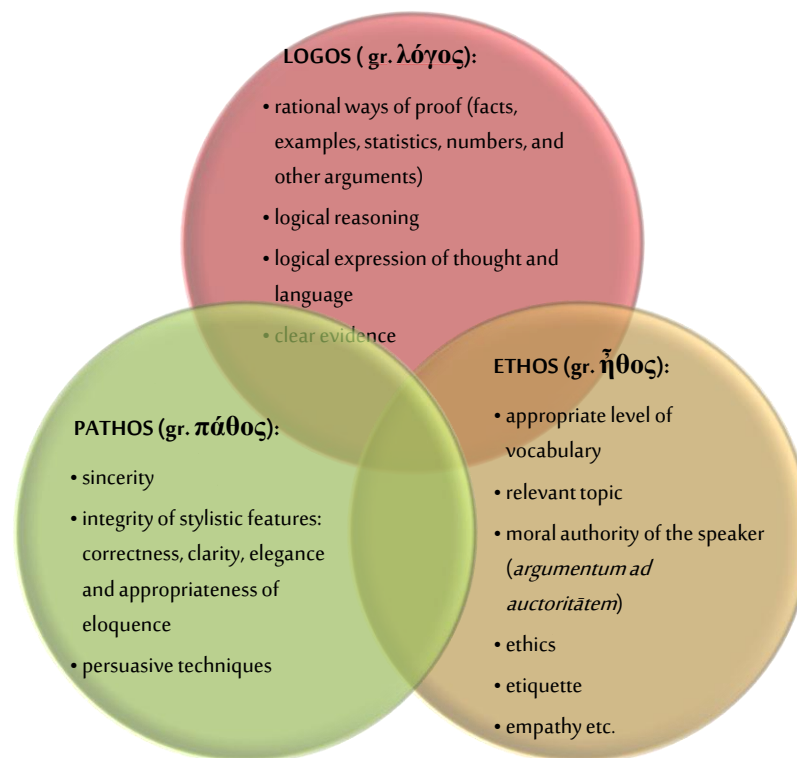 LOGOS ( gr. λόγος):
• rational ways of proof (facts,
examples, statistics, numbers, and
other arguments)
• logical reasoning
• logical expression of thought and
language
• clear evidence
PATHOS (gr. πάθος):
• sincerity
• integrity of stylistic features:
correctness, clarity, elegance
and appropriateness of
eloquence
• persuasive techniques
ETHOS (gr. ἦθος):
• appropriate level of
vocabulary
• relevant topic
• moral authority of the speaker
(argumentum ad
auctoritātem)
• ethics
• etiquette
• empathy etc.